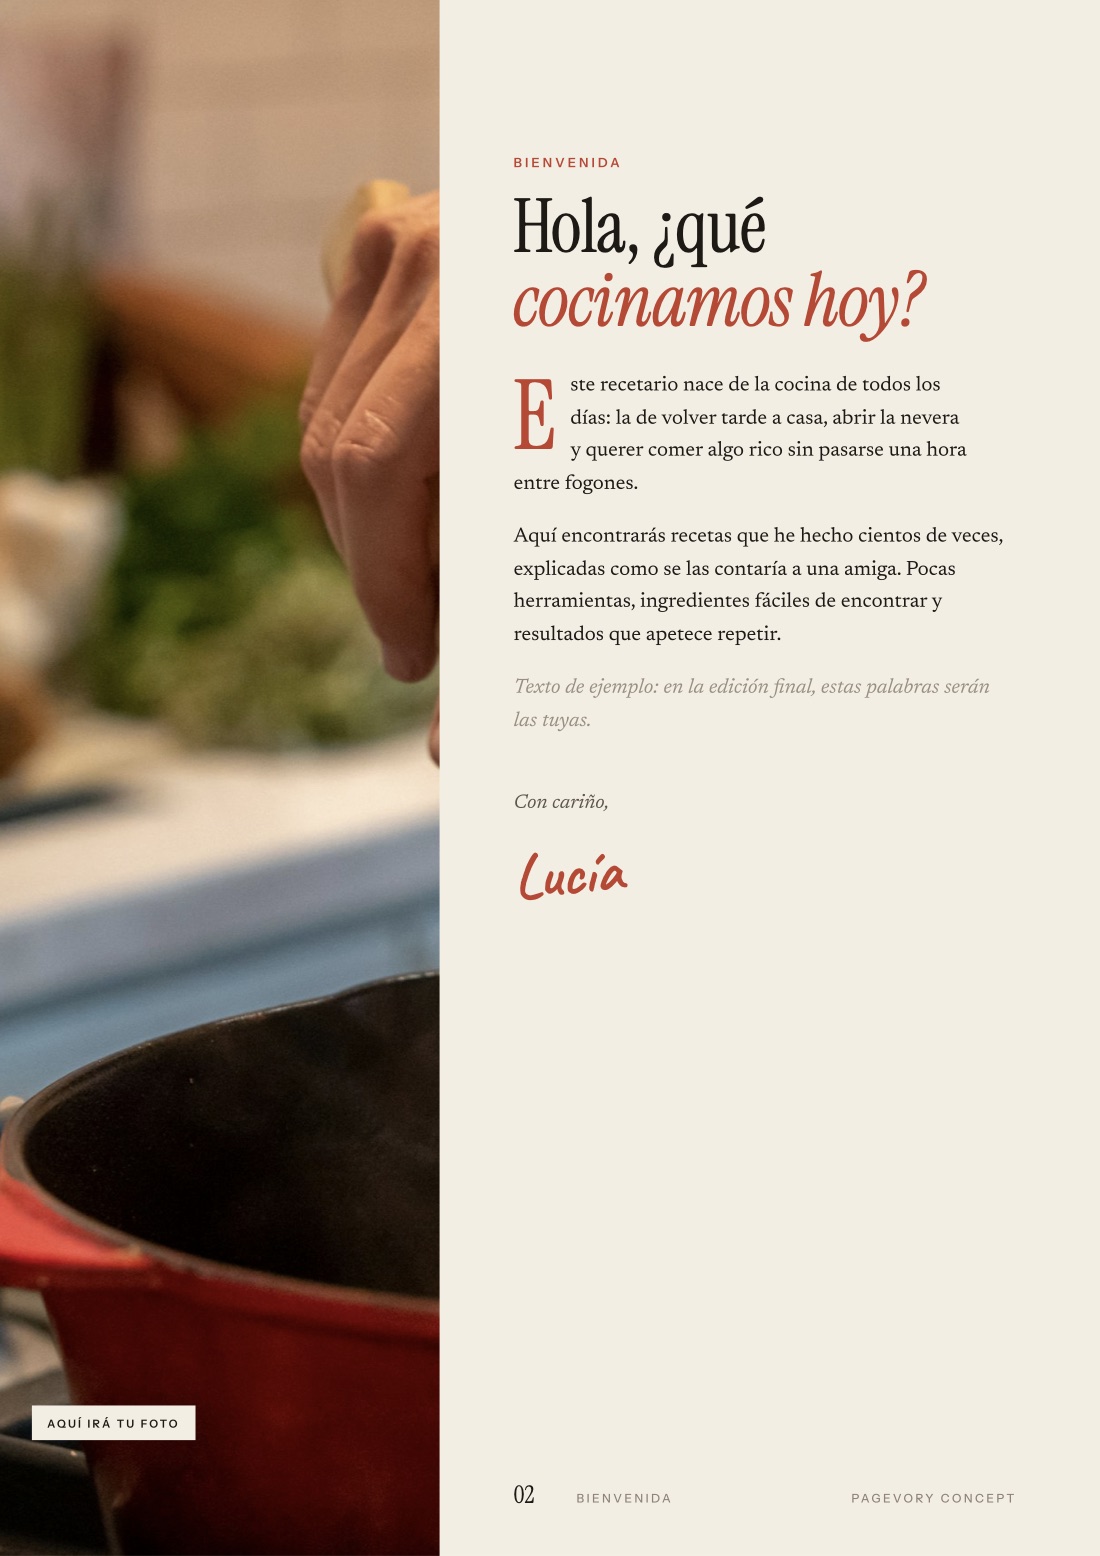 BIENVENIDA
Hola, ¿qué
cocinamos hoy?
Este recetario nace de la cocina de todos los
días: la de volver tarde a casa, abrir la nevera
y querer comer algo rico sin pasarse una hora
entre fogones.
Aquí encontrarás recetas que he hecho cientos de veces,
explicadas como se las contaría a una amiga. Pocas
herramientas, ingredientes fáciles de encontrar y
resultados que apetece repetir.
Texto de ejemplo: en la edición final, estas palabras serán
las tuyas.
Con cariño,
Lucía
AQUÍ IRÁ TU FOTO
02 BIENVENIDA PAGEVORY CONCEPT